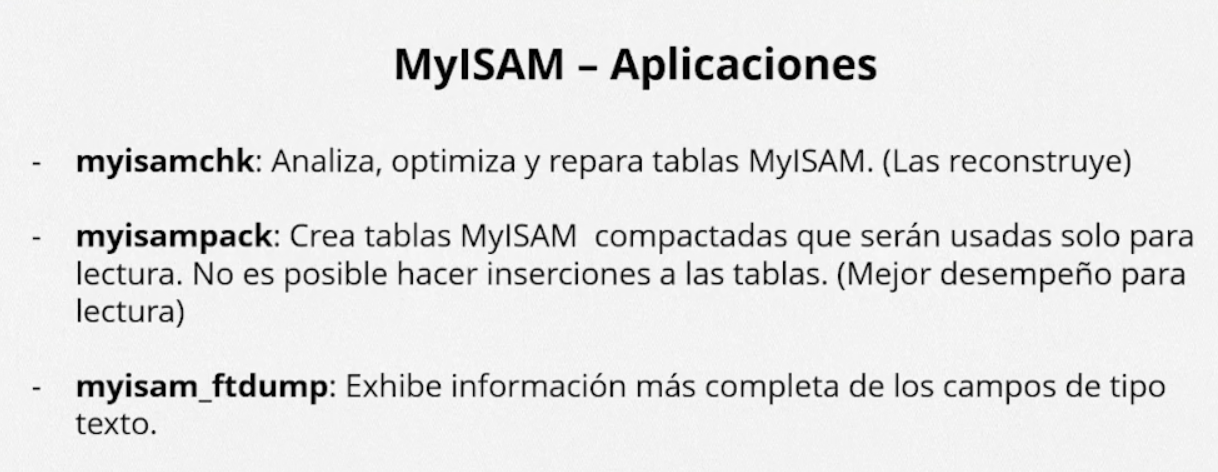 MyISAM – Aplicaciones
- myisamchk: Analiza, optimiza y repara tablas MyISAM. (Las reconstruye)
- myisampack: Crea tablas MyISAM  compactadas que serán usadas solo para
lectura. No es posible hacer inserciones a las tablas. (Mejor desempeño para
lectura)
- myisam_ftdump: Exhibe información más completa de los campos de tipo
texto.